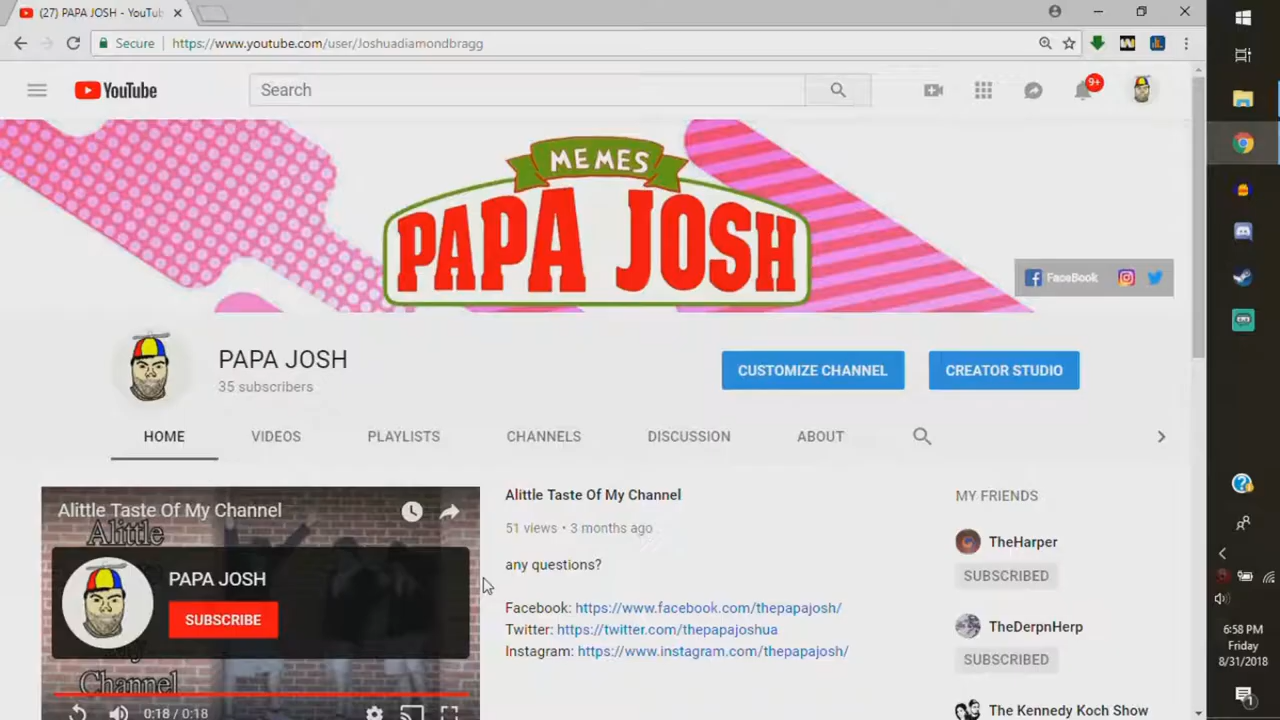 (27) PAPA JOSH - YouTub
Secure
https://www.youtube.com/user/Joshuadiamondbragg
YouTube
Search
9+
MEMES
PAPA JOSH
FaceBook
PAPA JOSH
35 subscribers
CUSTOMIZE CHANNEL
CREATOR STUDIO
HOME
VIDEOS
PLAYLISTS
CHANNELS
DISCUSSION
ABOUT
Alittle Taste Of My Channel
Alittle
PAPA JOSH
SUBSCRIBE
My
Channel
0:18 / 0:18
Alittle Taste Of My Channel
51 views • 3 months ago
any questions?
Facebook: https://www.facebook.com/thepapajosh/
Twitter: https://twitter.com/thepapajoshua
Instagram: https://www.instagram.com/thepapajosh/
MY FRIENDS
TheHarper
SUBSCRIBED
TheDerpnHerp
SUBSCRIBED
The Kennedy Koch Show
6:58 PM
Friday
8/31/2018
1